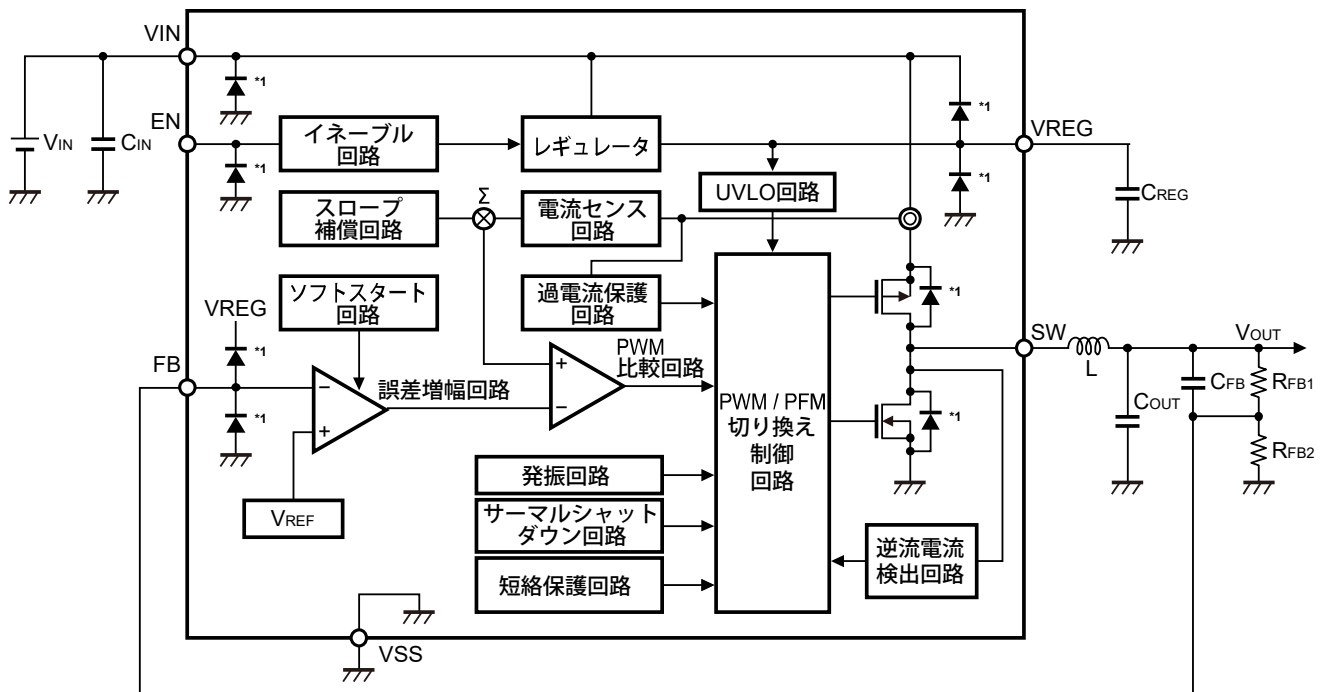 VIN
*1
*1
EN
VREG
イネーブル
回路
レギュレータ
VIN
CIN
*1
*1
UVLO回路
CREG
スロープ
補償回路
Σ
電流センス
回路
ソフトスタート
回路
過電流保護
回路
*1
VREG
*1
SW
VOUT
FB
PWM
比較回路
L
+
−
誤差増幅回路
CFB
RFB1
*1
−
+
PWM / PFM
切り換え
制御
回路
*1
COUT
RFB2
発振回路
VREF
サーマルシャット
ダウン回路
逆流電流
検出回路
短絡保護回路
VSS